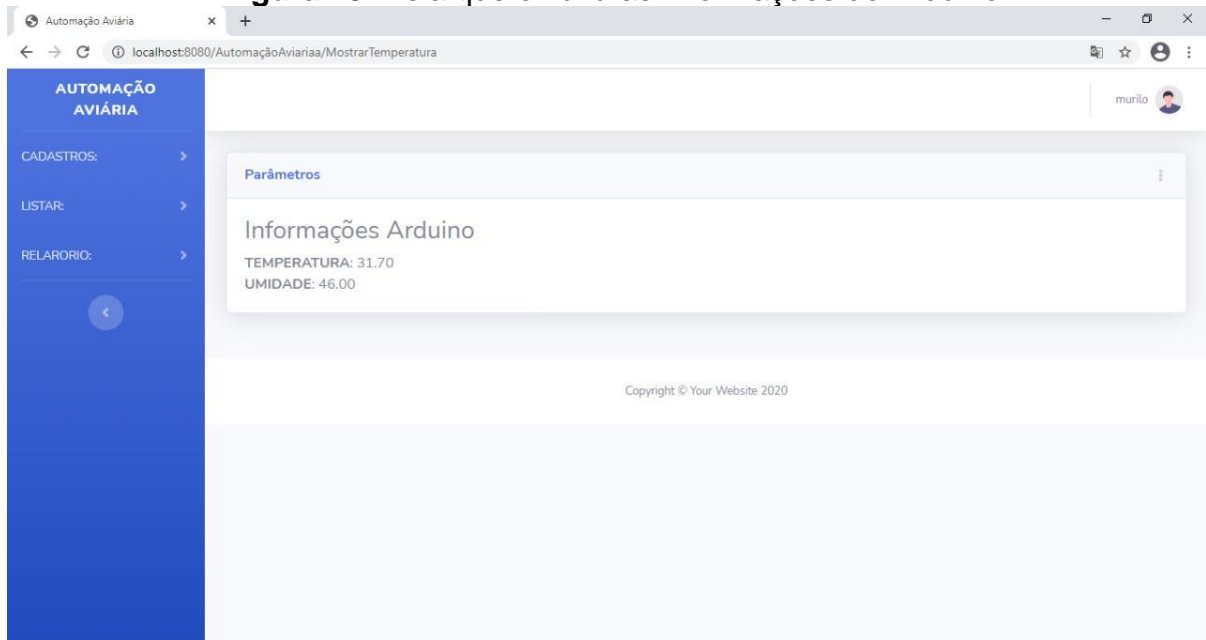 Automação Aviária
localhost:8080/AutomaçãoAviariaa/MostrarTemperatura
AUTOMAÇÃO
AVIÁRIA
murilo
CADASTROS:
LISTAR:
RELARORIO:
Parâmetros
Informações Arduino
TEMPERATURA: 31.70
UMIDADE: 46.00
Copyright © Your Website 2020